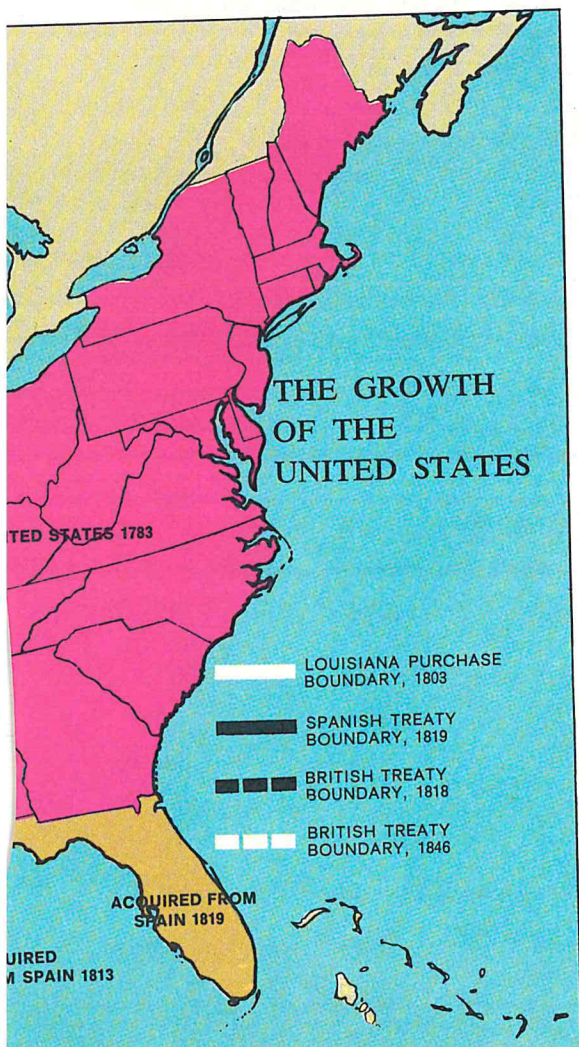 THE GROWTH
OF THE
UNITED STATES
TED STATES 1783
LOUISIANA PURCHASE
BOUNDARY, 1803
SPANISH TREATY
BOUNDARY, 1819
BRITISH TREATY
BOUNDARY, 1818
BRITISH TREATY
BOUNDARY, 1846
ACQUIRED FROM
SPAIN 1819
UIRED
M SPAIN 1813